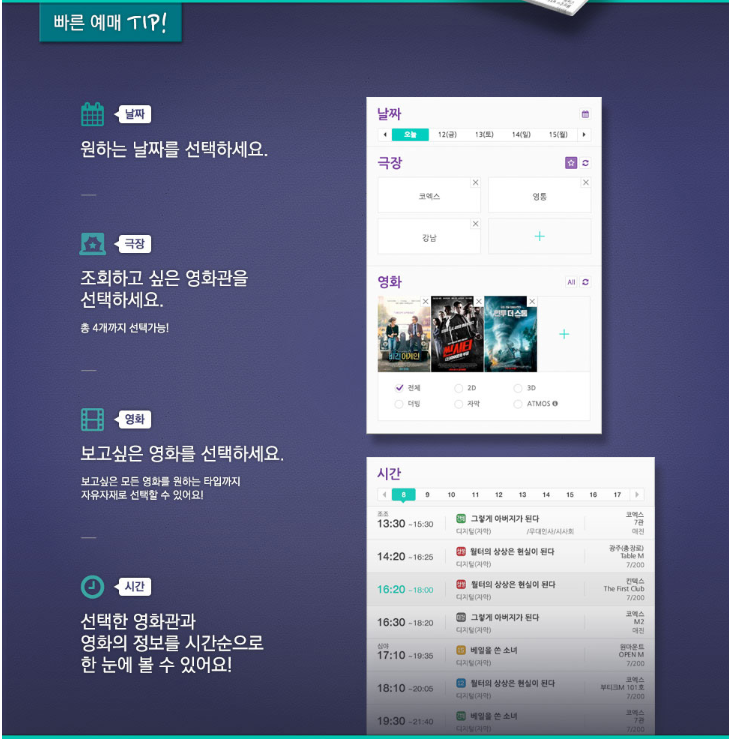 빠른 예매 TIP!
날짜
원하는 날짜를 선택하세요.
극장
조회하고 싶은 영화관을
선택하세요.
총 4개까지 선택가능!
영화
보고싶은 영화를 선택하세요.
보고싶은 모든 영화를 원하는 타입까지
자유자재로 선택할 수 있어요!
시간
선택한 영화관과
영화의 정보를 시간순으로
한 눈에 볼 수 있어요!
날짜
오늘 12(금) 13(토) 14(일) 15(월)
극장
코엑스 영통
강남
영화 All
비긴 어게인 씬시티 인투 더 스톰
전체 2D 3D
더빙 자막 ATMOS
시간
8 9 10 11 12 13 14 15 16 17
조조 코엑스
13:30 ~15:30 그렇게 아버지가 된다 7관
디지털(자막) /무대인사/시사회 매진
14:20 ~16:25 월터의 상상은 현실이 된다 광주(충장로)
디지털(자막) Table M
7/200
16:20 ~18:00 월터의 상상은 현실이 된다 컨텍스
디지털(자막) The First Club
7/200
16:30 ~18:20 그렇게 아버지가 된다 코엑스
디지털(자막) M2
매진
심야 원마운트
17:10 ~19:35 베일을 쓴 소녀 OPEN M
디지털(자막) 7/200
18:10 ~20:05 월터의 상상은 현실이 된다 코엑스
디지털(자막) 부티크M 101호
7/200
19:30 ~21:40 베일을 쓴 소녀 코엑스
디지털(자막) 7관
7/200